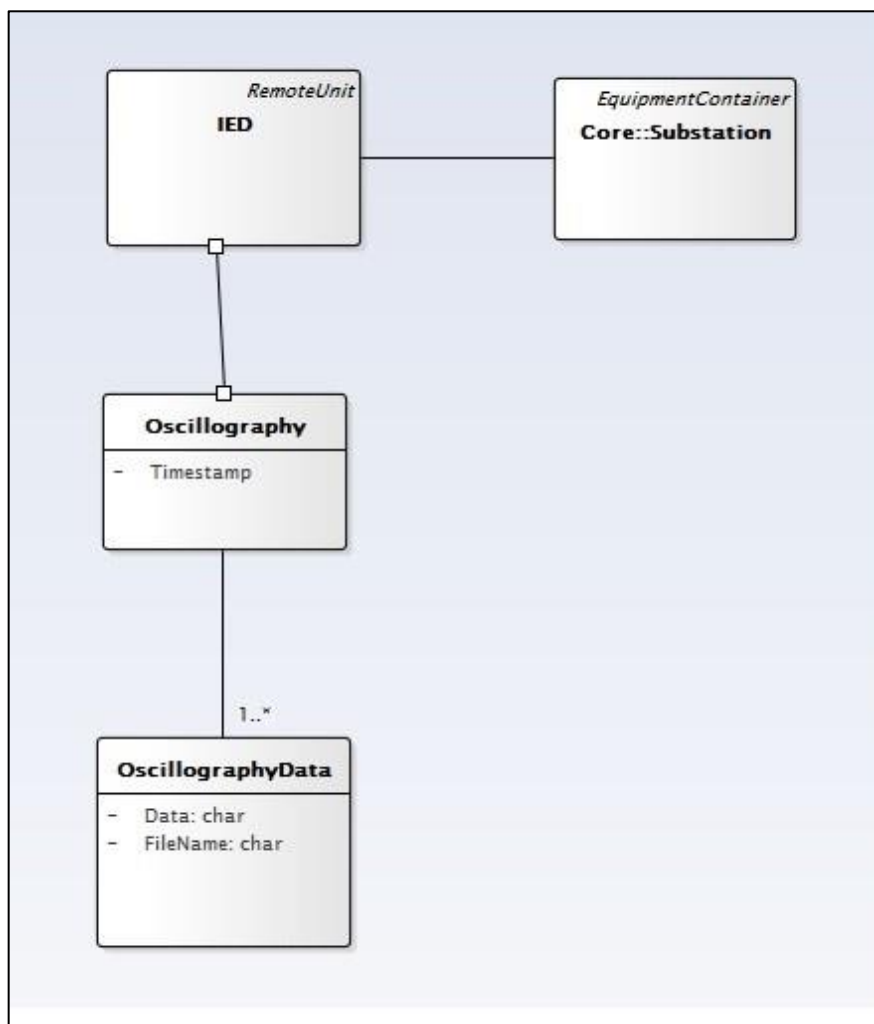 RemoteUnit
IED
EquipmentContainer
Core::Substation
Oscillography
- Timestamp
1..*
OscillographyData
- Data: char
- FileName: char